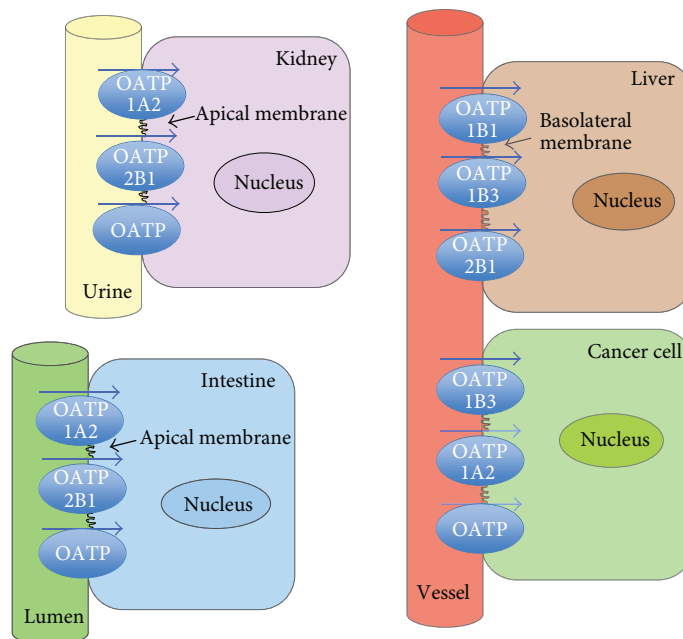 Kidney
OATP
1A2
Apical membrane
OATP
2B1
Nucleus
OATP
Urine
Intestine
OATP
1A2
Apical membrane
OATP
2B1
Nucleus
OATP
Lumen
Liver
OATP
1B1
Basolateral
membrane
OATP
1B3
Nucleus
OATP
2B1
Cancer cell
OATP
1B3
Nucleus
OATP
1A2
OATP
Vessel